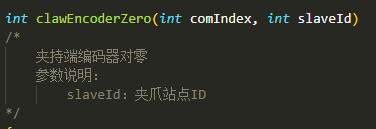 int clawEncoderZero(int comIndex, int slaveId)
/*
夹持端编码器对零
参数说明:
slaveId：夹爪站点ID
*/